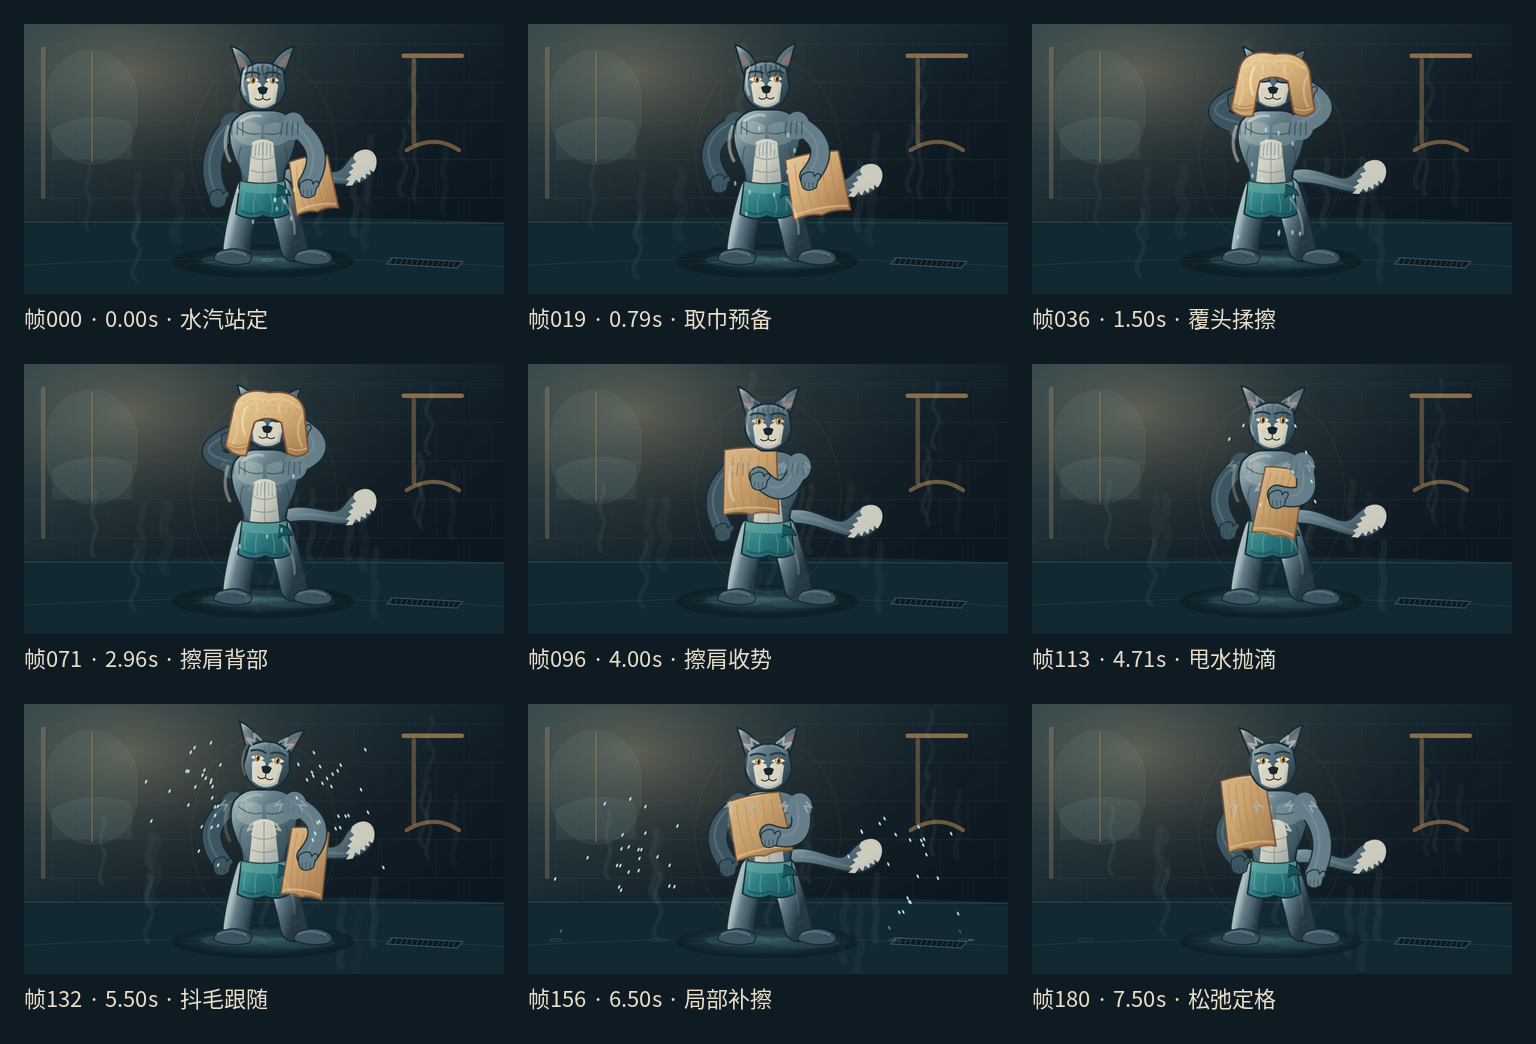 帧000 · 0.00s · 水汽站定
帧019 · 0.79s · 取巾预备
帧036 · 1.50s · 覆头揉擦
帧071 · 2.96s · 擦肩背部
帧096 · 4.00s · 擦肩收势
帧113 · 4.71s · 甩水抛滴
帧132 · 5.50s · 抖毛跟随
帧156 · 6.50s · 局部补擦
帧180 · 7.50s · 松弛定格